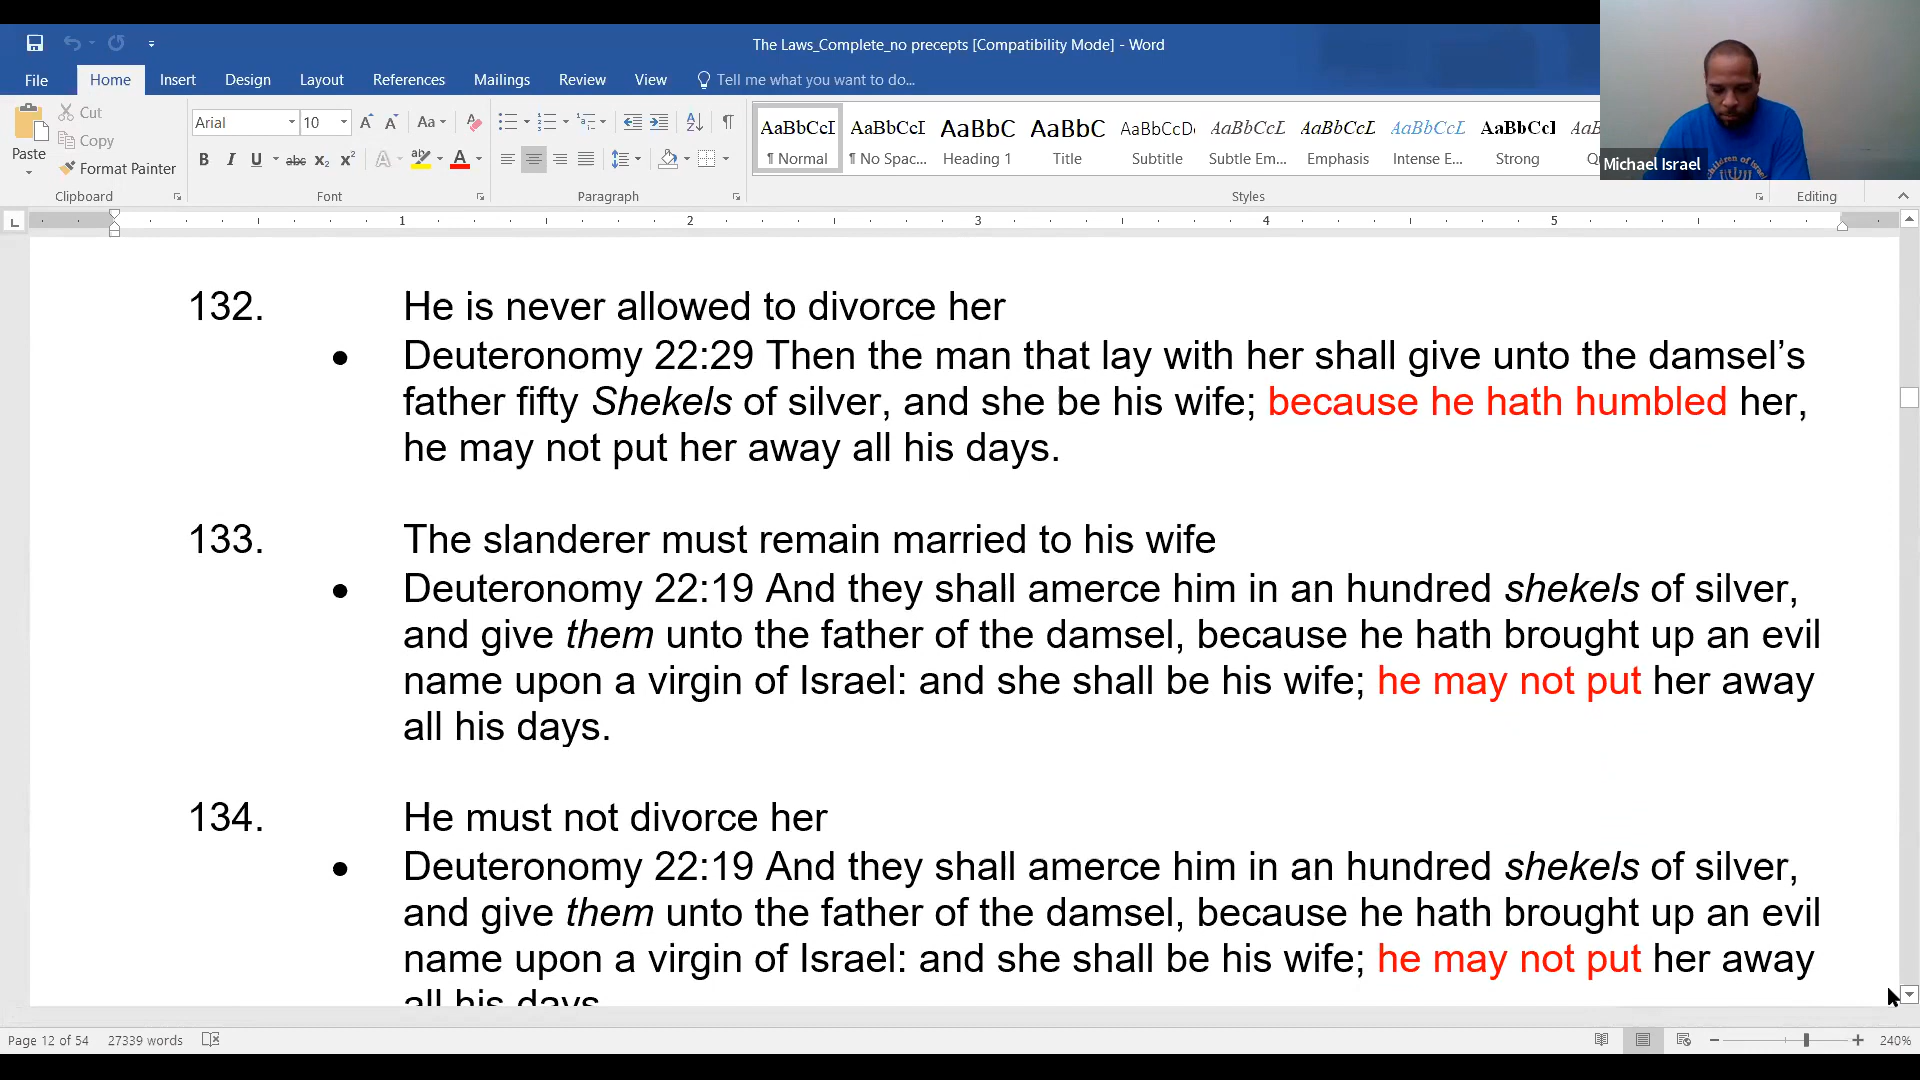 The Laws_Complete_no precepts [Compatibility Mode] - Word
File Home Insert Design Layout References Mailings Review View Tell me what you want to do...
Paste
Cut
Copy
Format Painter
Clipboard
Arial 10
Font
Paragraph
AaBbCcI AaBbCcI AaBbC AaBbC AaBbCcD AaBbCcL AaBbCcL AaBbCcL AaBbCcI
¶ Normal ¶ No Spac... Heading 1 Title Subtitle Subtle Em... Emphasis Intense E... Strong
Styles
Editing
Michael Israel
1 2 3 4 5
132. He is never allowed to divorce her
• Deuteronomy 22:29 Then the man that lay with her shall give unto the damsel’s
father fifty Shekels of silver, and she be his wife; because he hath humbled her,
he may not put her away all his days.
133. The slanderer must remain married to his wife
• Deuteronomy 22:19 And they shall amerce him in an hundred shekels of silver,
and give them unto the father of the damsel, because he hath brought up an evil
name upon a virgin of Israel: and she shall be his wife; he may not put her away
all his days.
134. He must not divorce her
• Deuteronomy 22:19 And they shall amerce him in an hundred shekels of silver,
and give them unto the father of the damsel, because he hath brought up an evil
name upon a virgin of Israel: and she shall be his wife; he may not put her away
all his days
Page 12 of 54 27339 words 240%